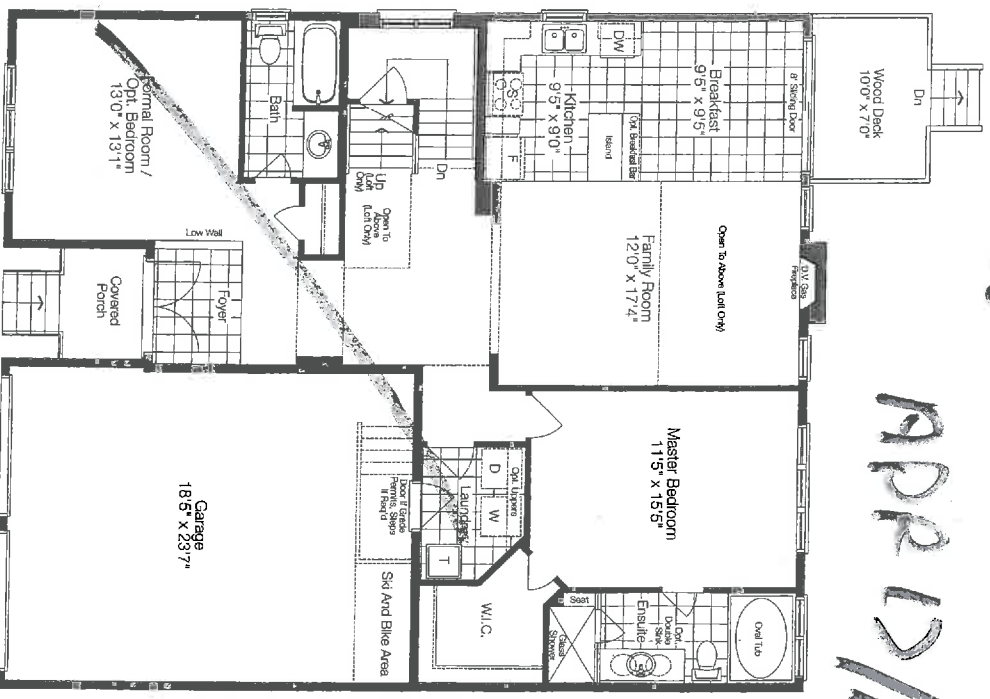 Wood Deck
10'0" x 7'0"
Dn
8' Sliding Door
Breakfast
9'5" x 9'5"
DW
Kitchen
9'5" x 9'0"
Opt. Breakfast Bar
Island
F
D.V. Gas
Fireplace
Open To Above (Loft Only)
Family Room
12'0" x 17'4"
Dn
Up
(Loft
Only)
Open To
Above
(Loft Only)
Bath
Formal Room /
Opt. Bedroom
13'0" x 13'1"
Low Wall
Foyer
Covered
Porch
Master Bedroom
11'5" x 15'5"
Opt. Uppers
D
W
Laundry
T
Door If Grade
Permits, Steps
If Req'd
Ski And Bike Area
Garage
18'5" x 23'7"
W.I.C.
Seat
Glass
Shower
Ensuite
Opt.
Double
Sink
Oval Tub
APR